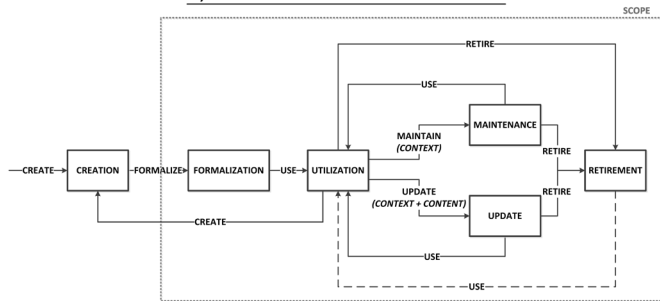 SCOPE
RETIRE
USE
MAINTENANCE
MAINTAIN
(CONTEXT)
RETIRE
CREATE
CREATION
FORMALIZE
FORMALIZATION
USE
UTILIZATION
RETIREMENT
RETIRE
UPDATE
(CONTEXT + CONTENT)
UPDATE
CREATE
USE
USE